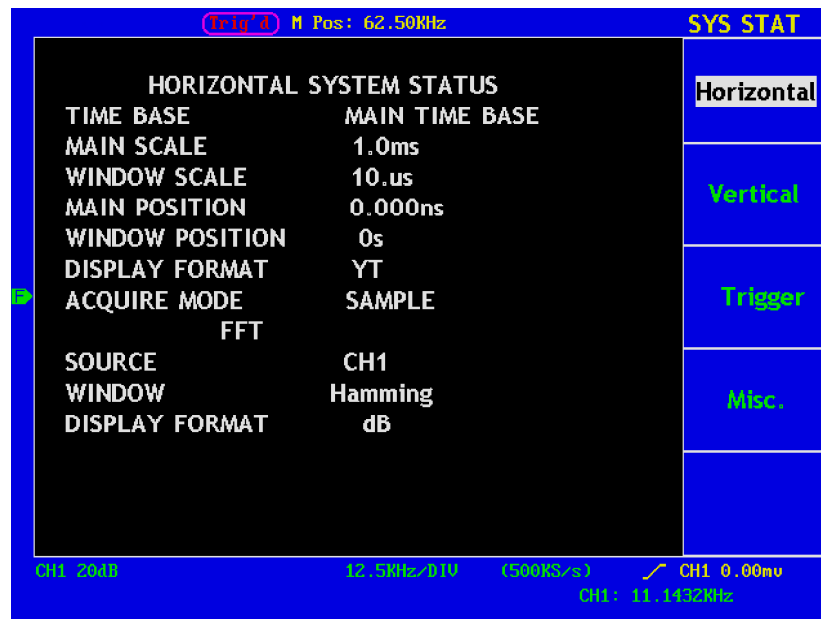 Trig'd M Pos: 62.50KHz SYS STAT
HORIZONTAL SYSTEM STATUS
TIME BASE MAIN TIME BASE
MAIN SCALE 1.0ms
WINDOW SCALE 10.us
MAIN POSITION 0.000ns
WINDOW POSITION 0s
DISPLAY FORMAT YT
F ACQUIRE MODE SAMPLE
FFT
SOURCE CH1
WINDOW Hamming
DISPLAY FORMAT dB
Horizontal
Vertical
Trigger
Misc.
CH1 20dB 12.5KHz/DIV (500KS/s) CH1 0.00mv
CH1: 11.1432KHz